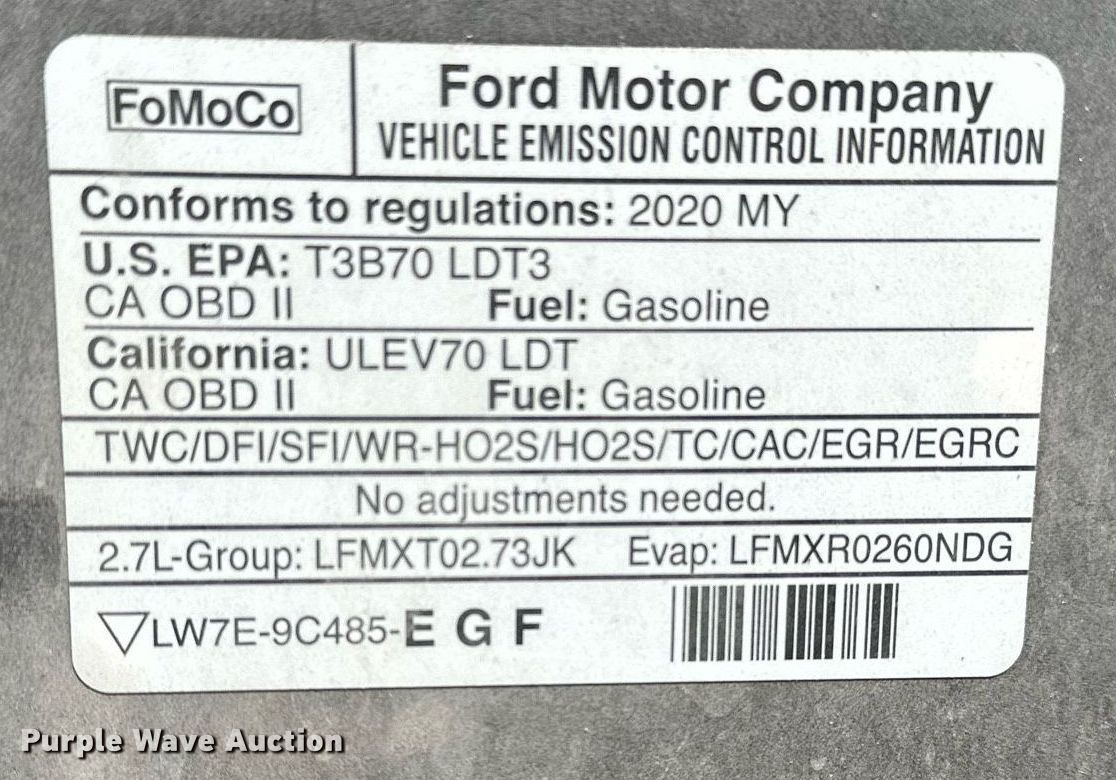 FoMoCo
Ford Motor Company
VEHICLE EMISSION CONTROL INFORMATION
Conforms to regulations: 2020 MY
U.S. EPA: T3B70 LDT3
CA OBD II Fuel: Gasoline
California: ULEV70 LDT
CA OBD II Fuel: Gasoline
TWC/DFI/SFI/WR-HO2S/HO2S/TC/CAC/EGR/EGRC
No adjustments needed.
2.7L-Group: LFMXT02.73JK Evap: LFMXR0260NDG
LW7E-9C485-E G F
Purple Wave Auction